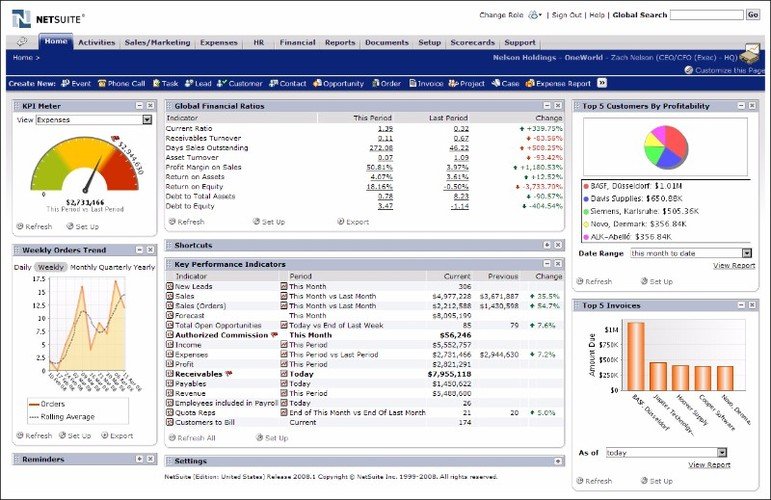 NETSUITE®
Change Role | Sign Out | Help | Global Search Go
Home Activities Sales/Marketing Expenses HR Financial Reports Documents Setup Scorecards Support
Home > Nelson Holdings - OneWorld - Zach Nelson (CEO/CFO (Exec) - HQ)
Customize this Page
Create New: Event Phone Call Task Lead Customer Contact Opportunity Order Invoice Project Case Expense Report
KPI Meter
View Expenses
$2,944,630
0
$2,731,466
This Period vs Last Period
Refresh Set Up
Weekly Orders Trend
Daily Weekly Monthly Quarterly Yearly
17.5
15
12.5
10
7.5
5
2.5
0
Orders
Rolling Average
Refresh Set Up Export
Reminders
Global Financial Ratios
Indicator This Period Last Period Change
Current Ratio 1.39 0.32 +339.75%
Receivables Turnover 0.11 0.67 -83.56%
Days Sales Outstanding 272.08 46.22 +508.25%
Asset Turnover 0.07 1.09 -93.42%
Profit Margin on Sales 50.81% 3.97% +1,180.53%
Return on Assets 4.07% 3.61% +12.52%
Return on Equity 18.16% -0.50% -3,733.70%
Debt to Total Assets 0.78 8.23 -90.57%
Debt to Equity 3.47 -1.14 -404.54%
Refresh Set Up Export
Shortcuts
Key Performance Indicators
Indicator Period Current Previous Change
New Leads This Month 306
Sales This Month vs Last Month $4,977,228 $3,671,887 35.5%
Sales (Orders) This Month vs Last Month $2,212,588 $1,430,598 54.7%
Forecast This Month $8,095,199
Total Open Opportunities Today vs End of Last Week 85 79 7.6%
Authorized Commission This Month $56,246
Income This Period $5,552,757
Expenses This Period vs Last Period $2,731,466 $2,944,630 7.2%
Profit This Period $2,821,291
Receivables Today $7,955,118
Payables Today $1,450,622
Revenue This Period $5,488,600
Employees included in Payroll Today 26
Quota Reps End of This Month vs End Of Last Month 21 20 5.0%
Customers to Bill Current 174
Refresh All Set Up
Settings
NetSuite (Edition: United States) Release 2008.1 Copyright © NetSuite Inc. 1999-2008. All rights reserved.
Top 5 Customers By Profitability
BASF, Düsseldorf: $1.01M
Davis Supplies: $650.88K
Siemens, Karlsruhe: $505.36K
Novo, Denmark: $356.84K
ALK-Abelló: $356.84K
Date Range this month to date
View Report
Refresh Set Up
Top 5 Invoices
Amount Due
$1M
$750K
$500K
$250K
$0
BASF, Düsseldorf
Jupiter Technology...
Hoover Supply
Cooper Software
Novo, Denma...
As of today
View Report
Refresh Set Up